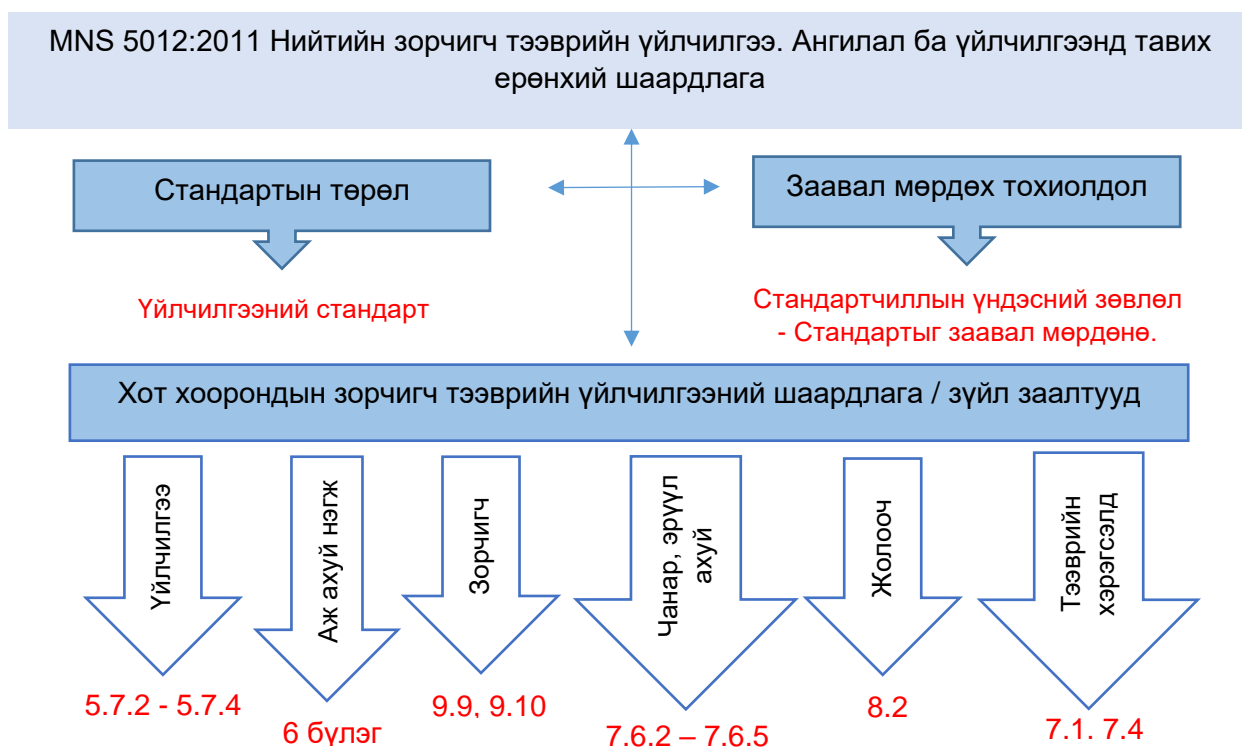 MNS 5012:2011 Нийтийн зорчигч тээврийн үйлчилгээ. Ангилал ба үйлчилгээнд тавих
ерөнхий шаардлага
Стандартын төрөл
Заавал мөрдөх тохиолдол
Үйлчилгээний стандарт
Стандартчиллын үндэсний зөвлөл
- Стандартыг заавал мөрдөнө.
Хот хоорондын зорчигч тээврийн үйлчилгээний шаардлага / зүйл заалтууд
Үйлчилгээ
Аж ахуй нэгж
Зорчигч
Чанар, эрүүл
ахуй
Жолооч
Тээврийн
хэрэгсэлд
5.7.2 - 5.7.4
6 бүлэг
9.9, 9.10
7.6.2 – 7.6.5
8.2
7.1. 7.4